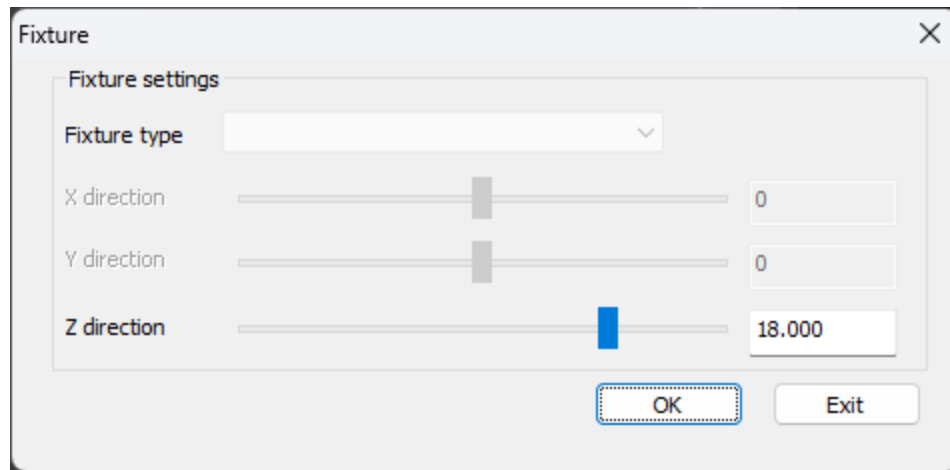 Fixture
Fixture settings
Fixture type
X direction 0
Y direction 0
Z direction 18.000
OK Exit